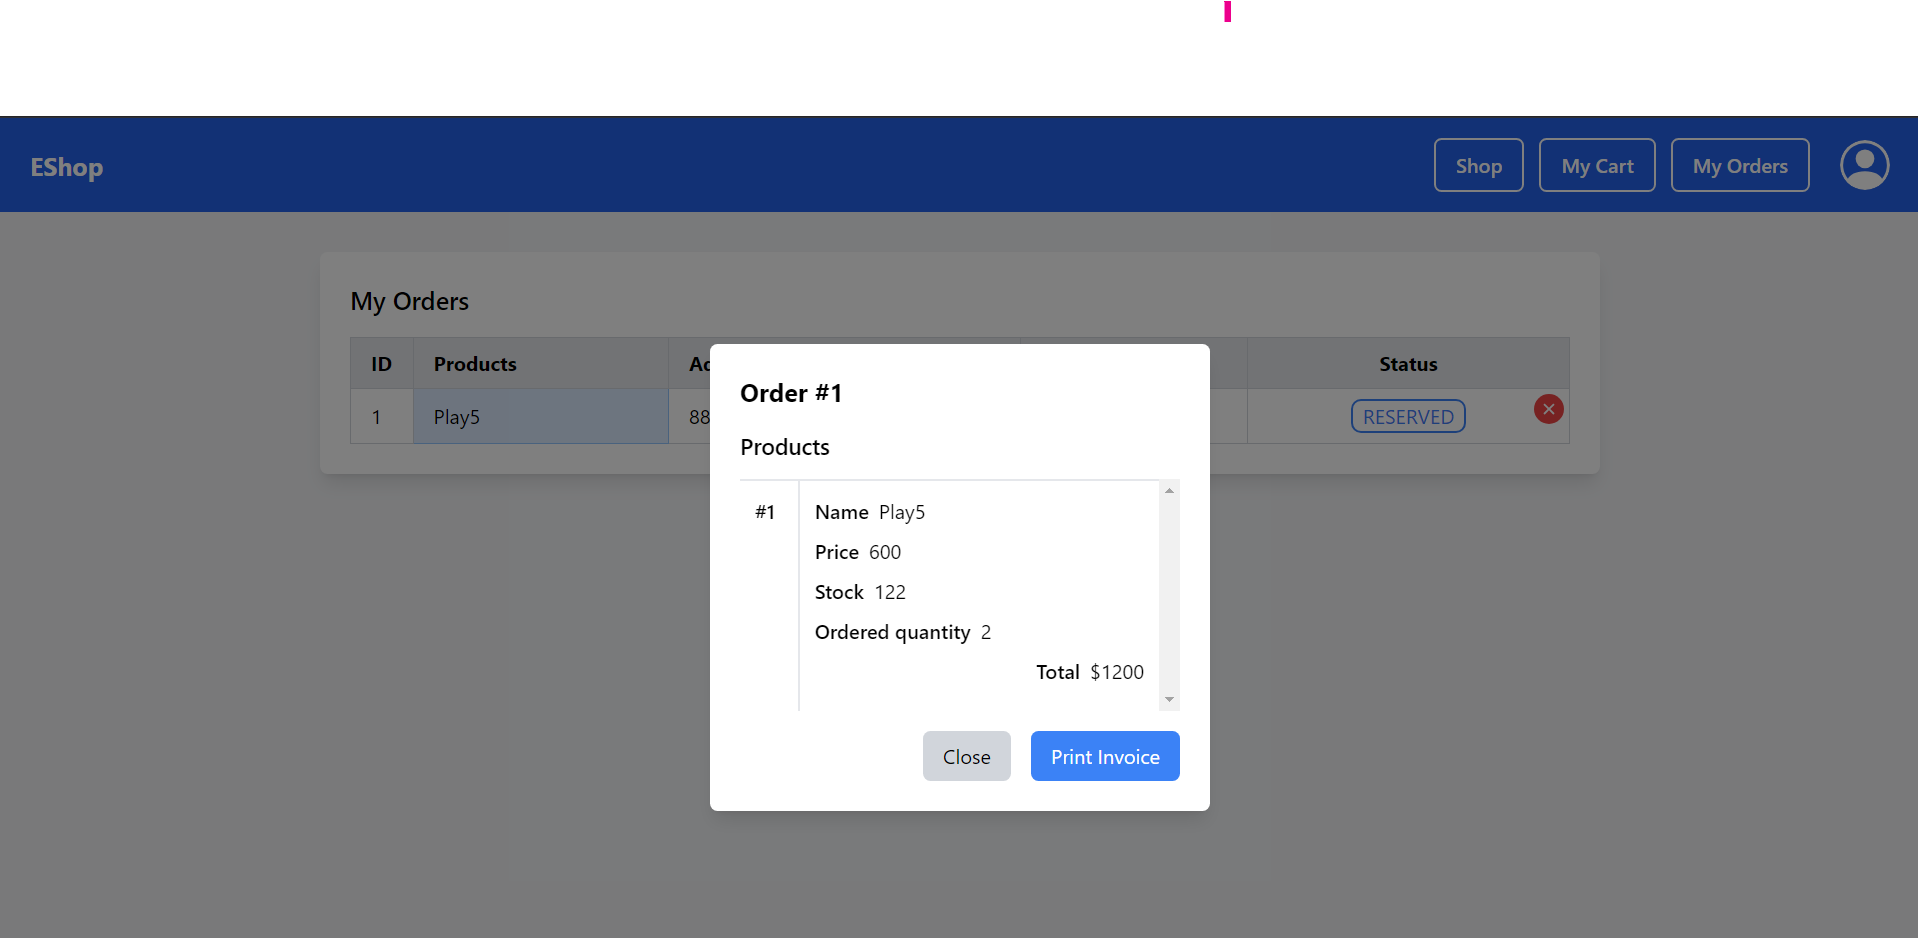 EShop
Shop My Cart My Orders
My Orders
ID Products Status
1 Play5 88 RESERVED
Order #1
Products
#1 Name Play5
Price 600
Stock 122
Ordered quantity 2
Total $1200
Close Print Invoice